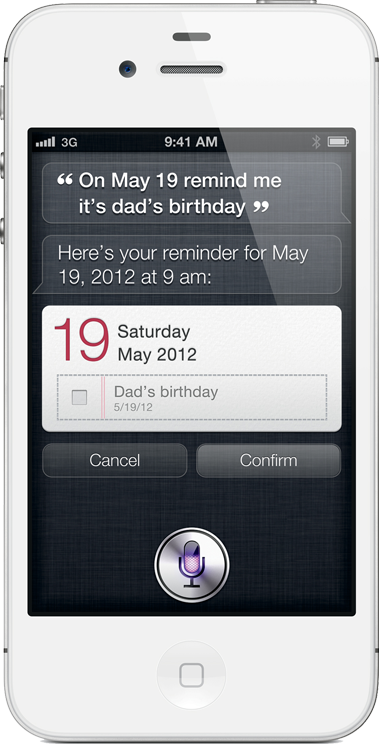 3G 9:41 AM
“ On May 19 remind me
it’s dad’s birthday ”
Here’s your reminder for May
19, 2012 at 9 am:
19 Saturday
May 2012
Dad’s birthday
5/19/12
Cancel Confirm